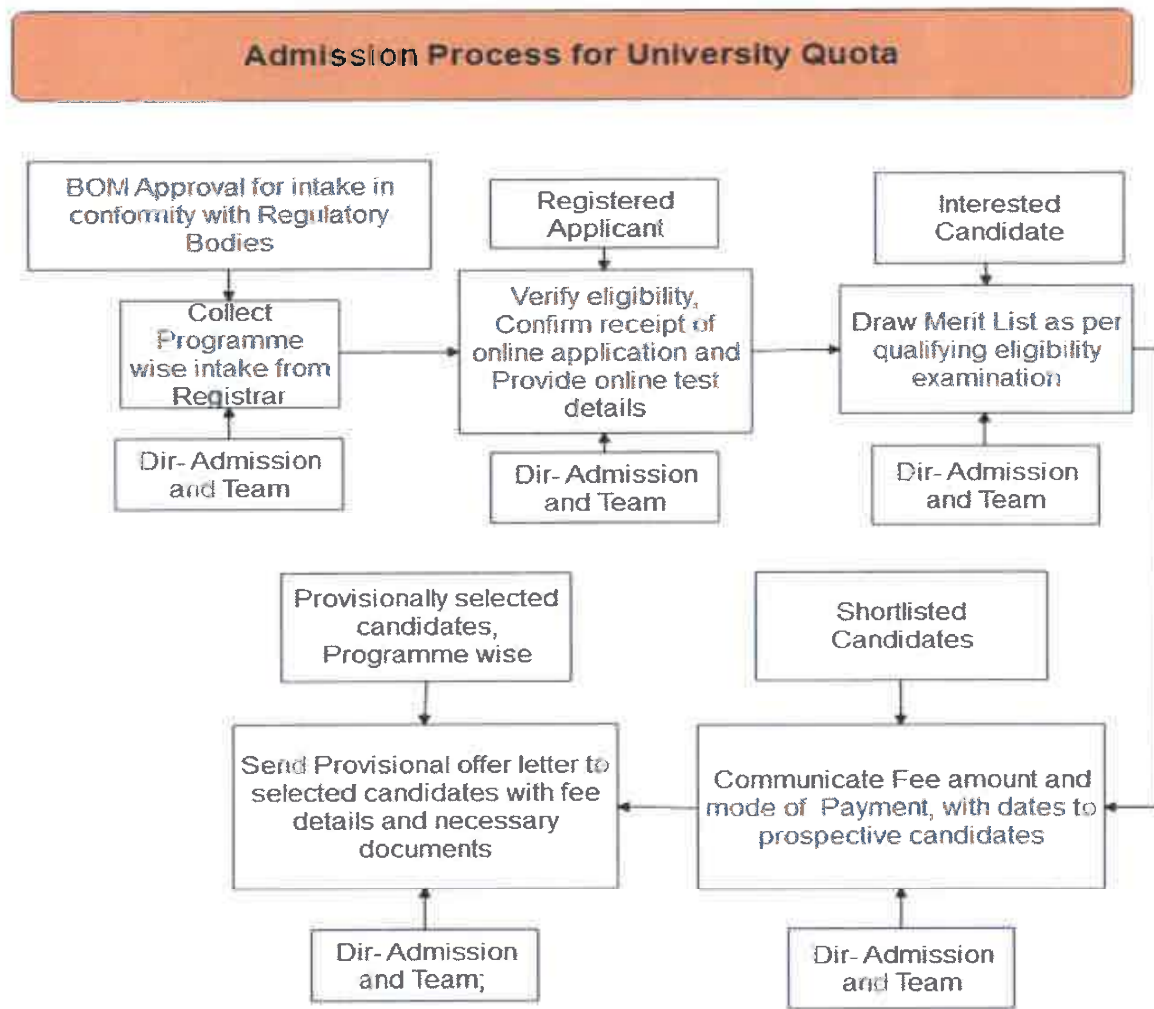 Admission Process for University Quota
BOM Approval for intake in
conformity with Regulatory
Bodies
Registered
Applicant
Interested
Candidate
Collect
Programme
wise intake from
Registrar
Verify eligibility,
Confirm receipt of
online application and
Provide online test
details
Draw Merit List as per
qualifying eligibility
examination
Dir- Admission
and Team
Dir- Admission
and Team
Dir- Admission
and Team
Provisionally selected
candidates,
Programme wise
Shortlisted
Candidates
Send Provisional offer letter to
selected candidates with fee
details and necessary
documents
Communicate Fee amount and
mode of Payment, with dates to
prospective candidates
Dir- Admission
and Team;
Dir- Admission
and Team